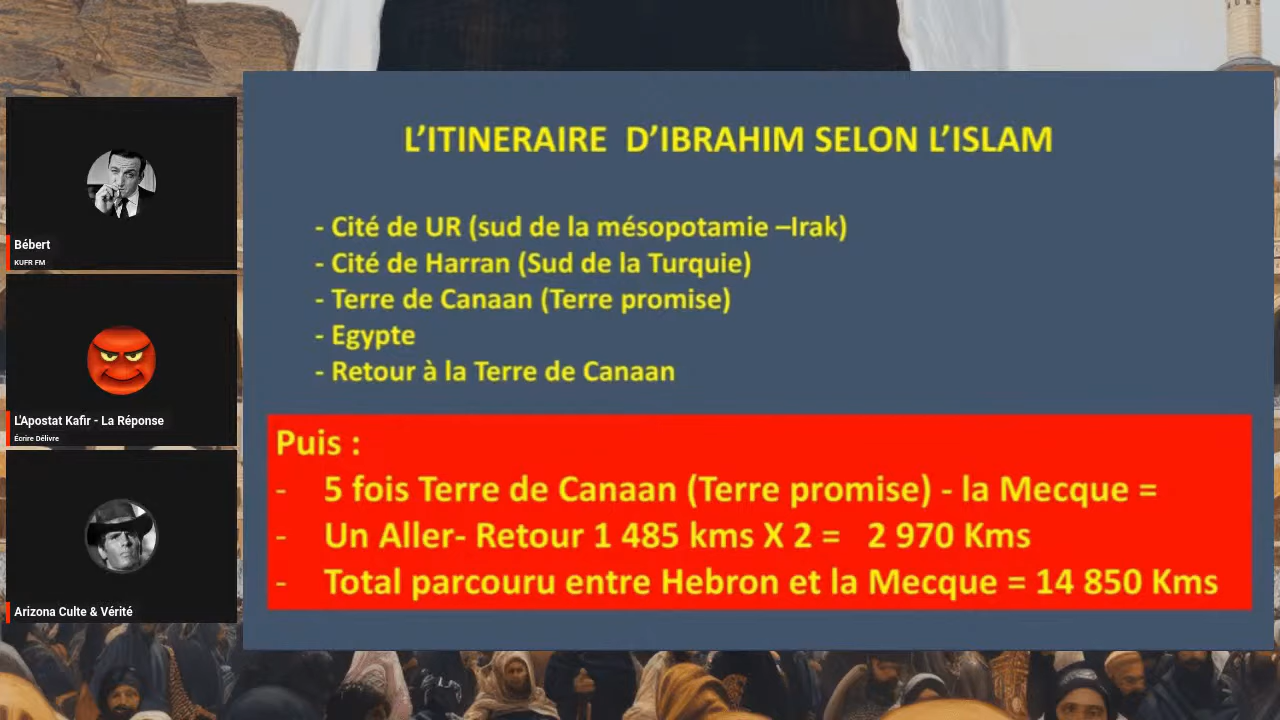 L'ITINERAIRE D'IBRAHIM SELON L'ISLAM
- Cité de UR (sud de la mésopotamie –Irak)
- Cité de Harran (Sud de la Turquie)
- Terre de Canaan (Terre promise)
- Egypte
- Retour à la Terre de Canaan
Puis :
- 5 fois Terre de Canaan (Terre promise) - la Mecque =
- Un Aller- Retour 1 485 kms X 2 = 2 970 Kms
- Total parcouru entre Hebron et la Mecque = 14 850 Kms
Bébert
KUFR FM
L'Apostat Kafir - La Réponse
Écrire Délivre
Arizona Culte & Vérité